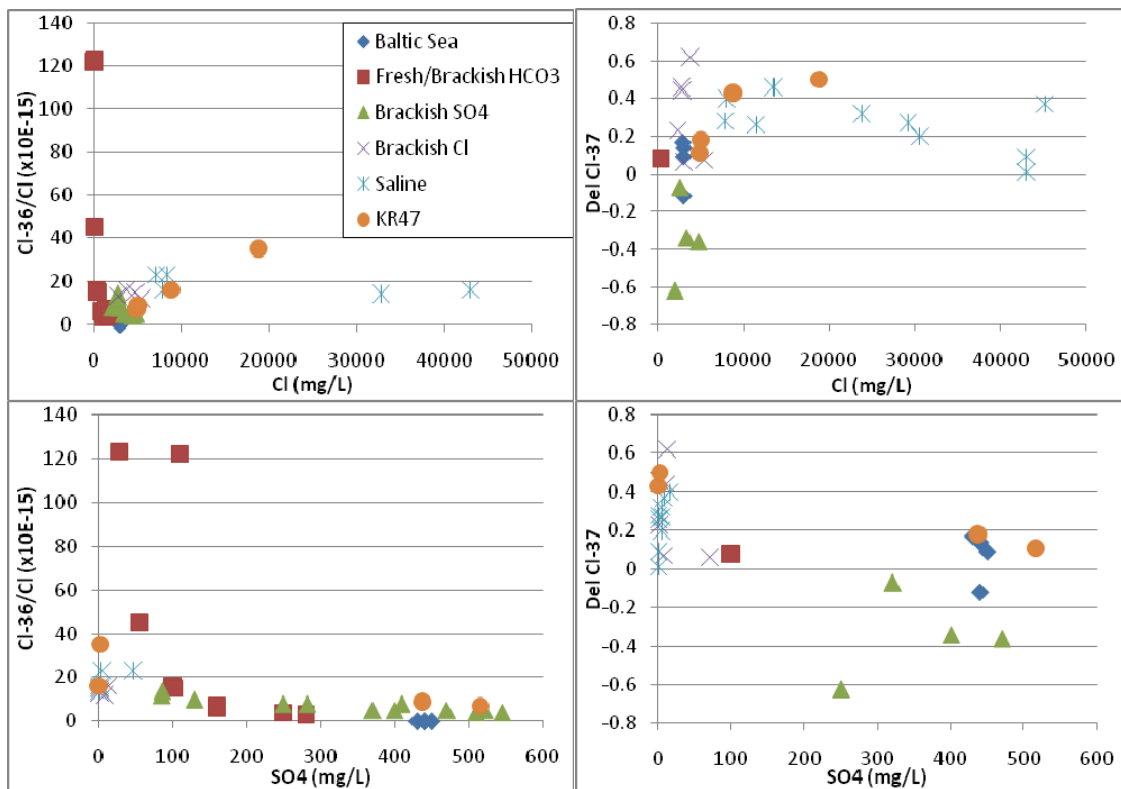 140
120
100
80
60
40
20
0
Cl-36/Cl (x10E-15)
0 10000 20000 30000 40000 50000
Cl (mg/L)
Baltic Sea
Fresh/Brackish HCO3
Brackish SO4
Brackish Cl
Saline
KR47
0.8
0.6
0.4
0.2
0
-0.2
-0.4
-0.6
-0.8
Del Cl-37
0 10000 20000 30000 40000 50000
Cl (mg/L)
140
120
100
80
60
40
20
0
Cl-36/Cl (x10E-15)
0 100 200 300 400 500 600
SO4 (mg/L)
0.8
0.6
0.4
0.2
0
-0.2
-0.4
-0.6
-0.8
Del Cl-37
0 100 200 300 400 500 600
SO4 (mg/L)